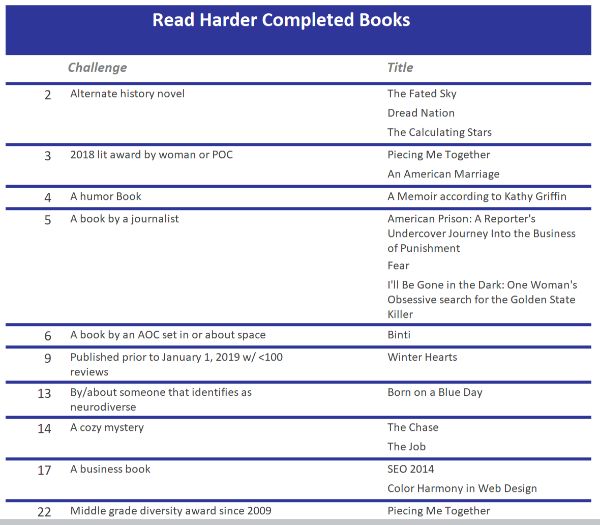 Read Harder Completed Books
Challenge Title
2 Alternate history novel The Fated Sky
Dread Nation
The Calculating Stars
3 2018 lit award by woman or POC Piecing Me Together
An American Marriage
4 A humor Book A Memoir according to Kathy Griffin
5 A book by a journalist American Prison: A Reporter's
Undercover Journey Into the Business
of Punishment
Fear
I'll Be Gone in the Dark: One Woman's
Obsessive search for the Golden State
Killer
6 A book by an AOC set in or about space Binti
9 Published prior to January 1, 2019 w/ <100 Winter Hearts
reviews
13 By/about someone that identifies as Born on a Blue Day
neurodiverse
14 A cozy mystery The Chase
The Job
17 A business book SEO 2014
Color Harmony in Web Design
22 Middle grade diversity award since 2009 Piecing Me Together